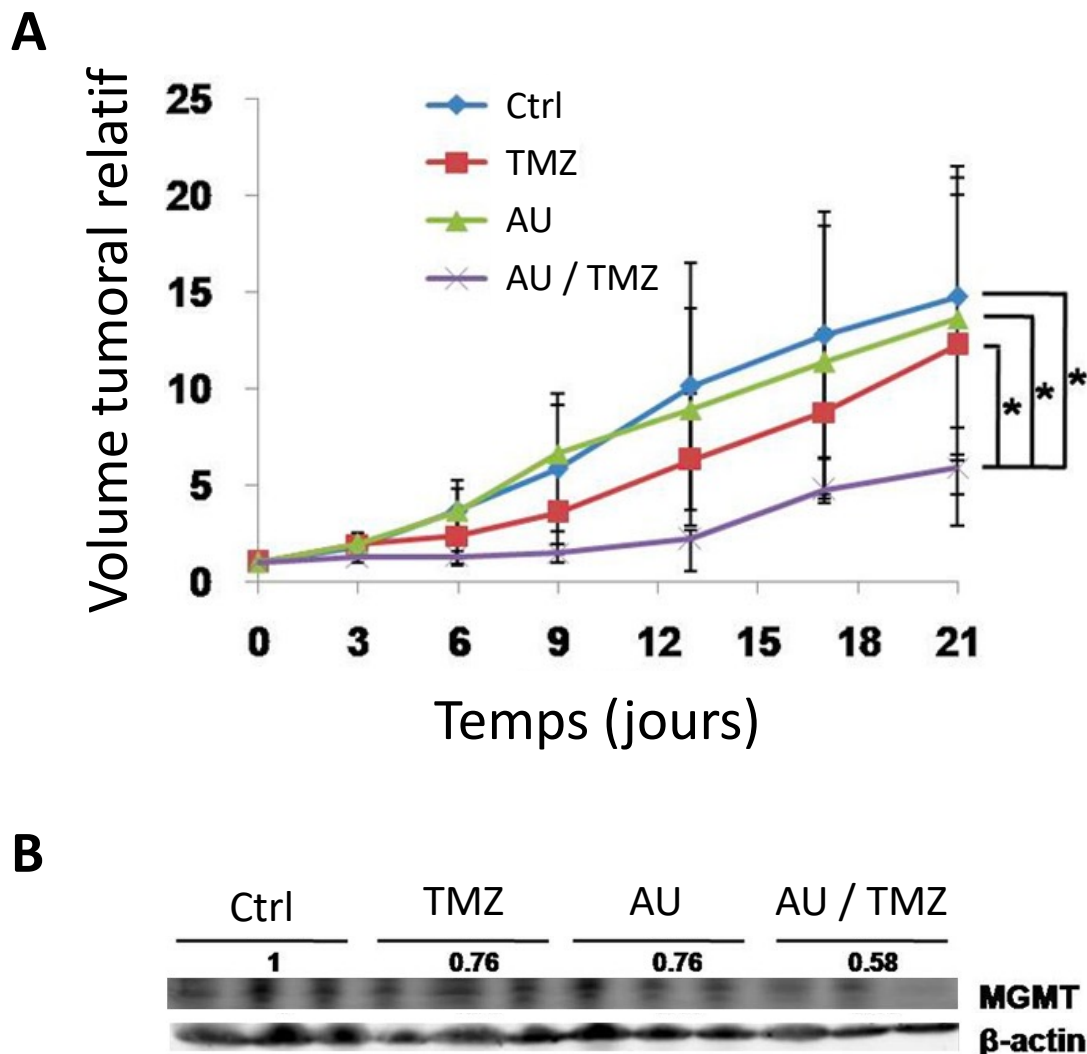 A
Volume tumoral relatif
25
20
15
10
5
0
Ctrl
TMZ
AU
AU / TMZ
*
*
*
0 3 6 9 12 15 18 21
Temps (jours)
B
Ctrl TMZ AU AU / TMZ
1 0.76 0.76 0.58
MGMT
β-actin